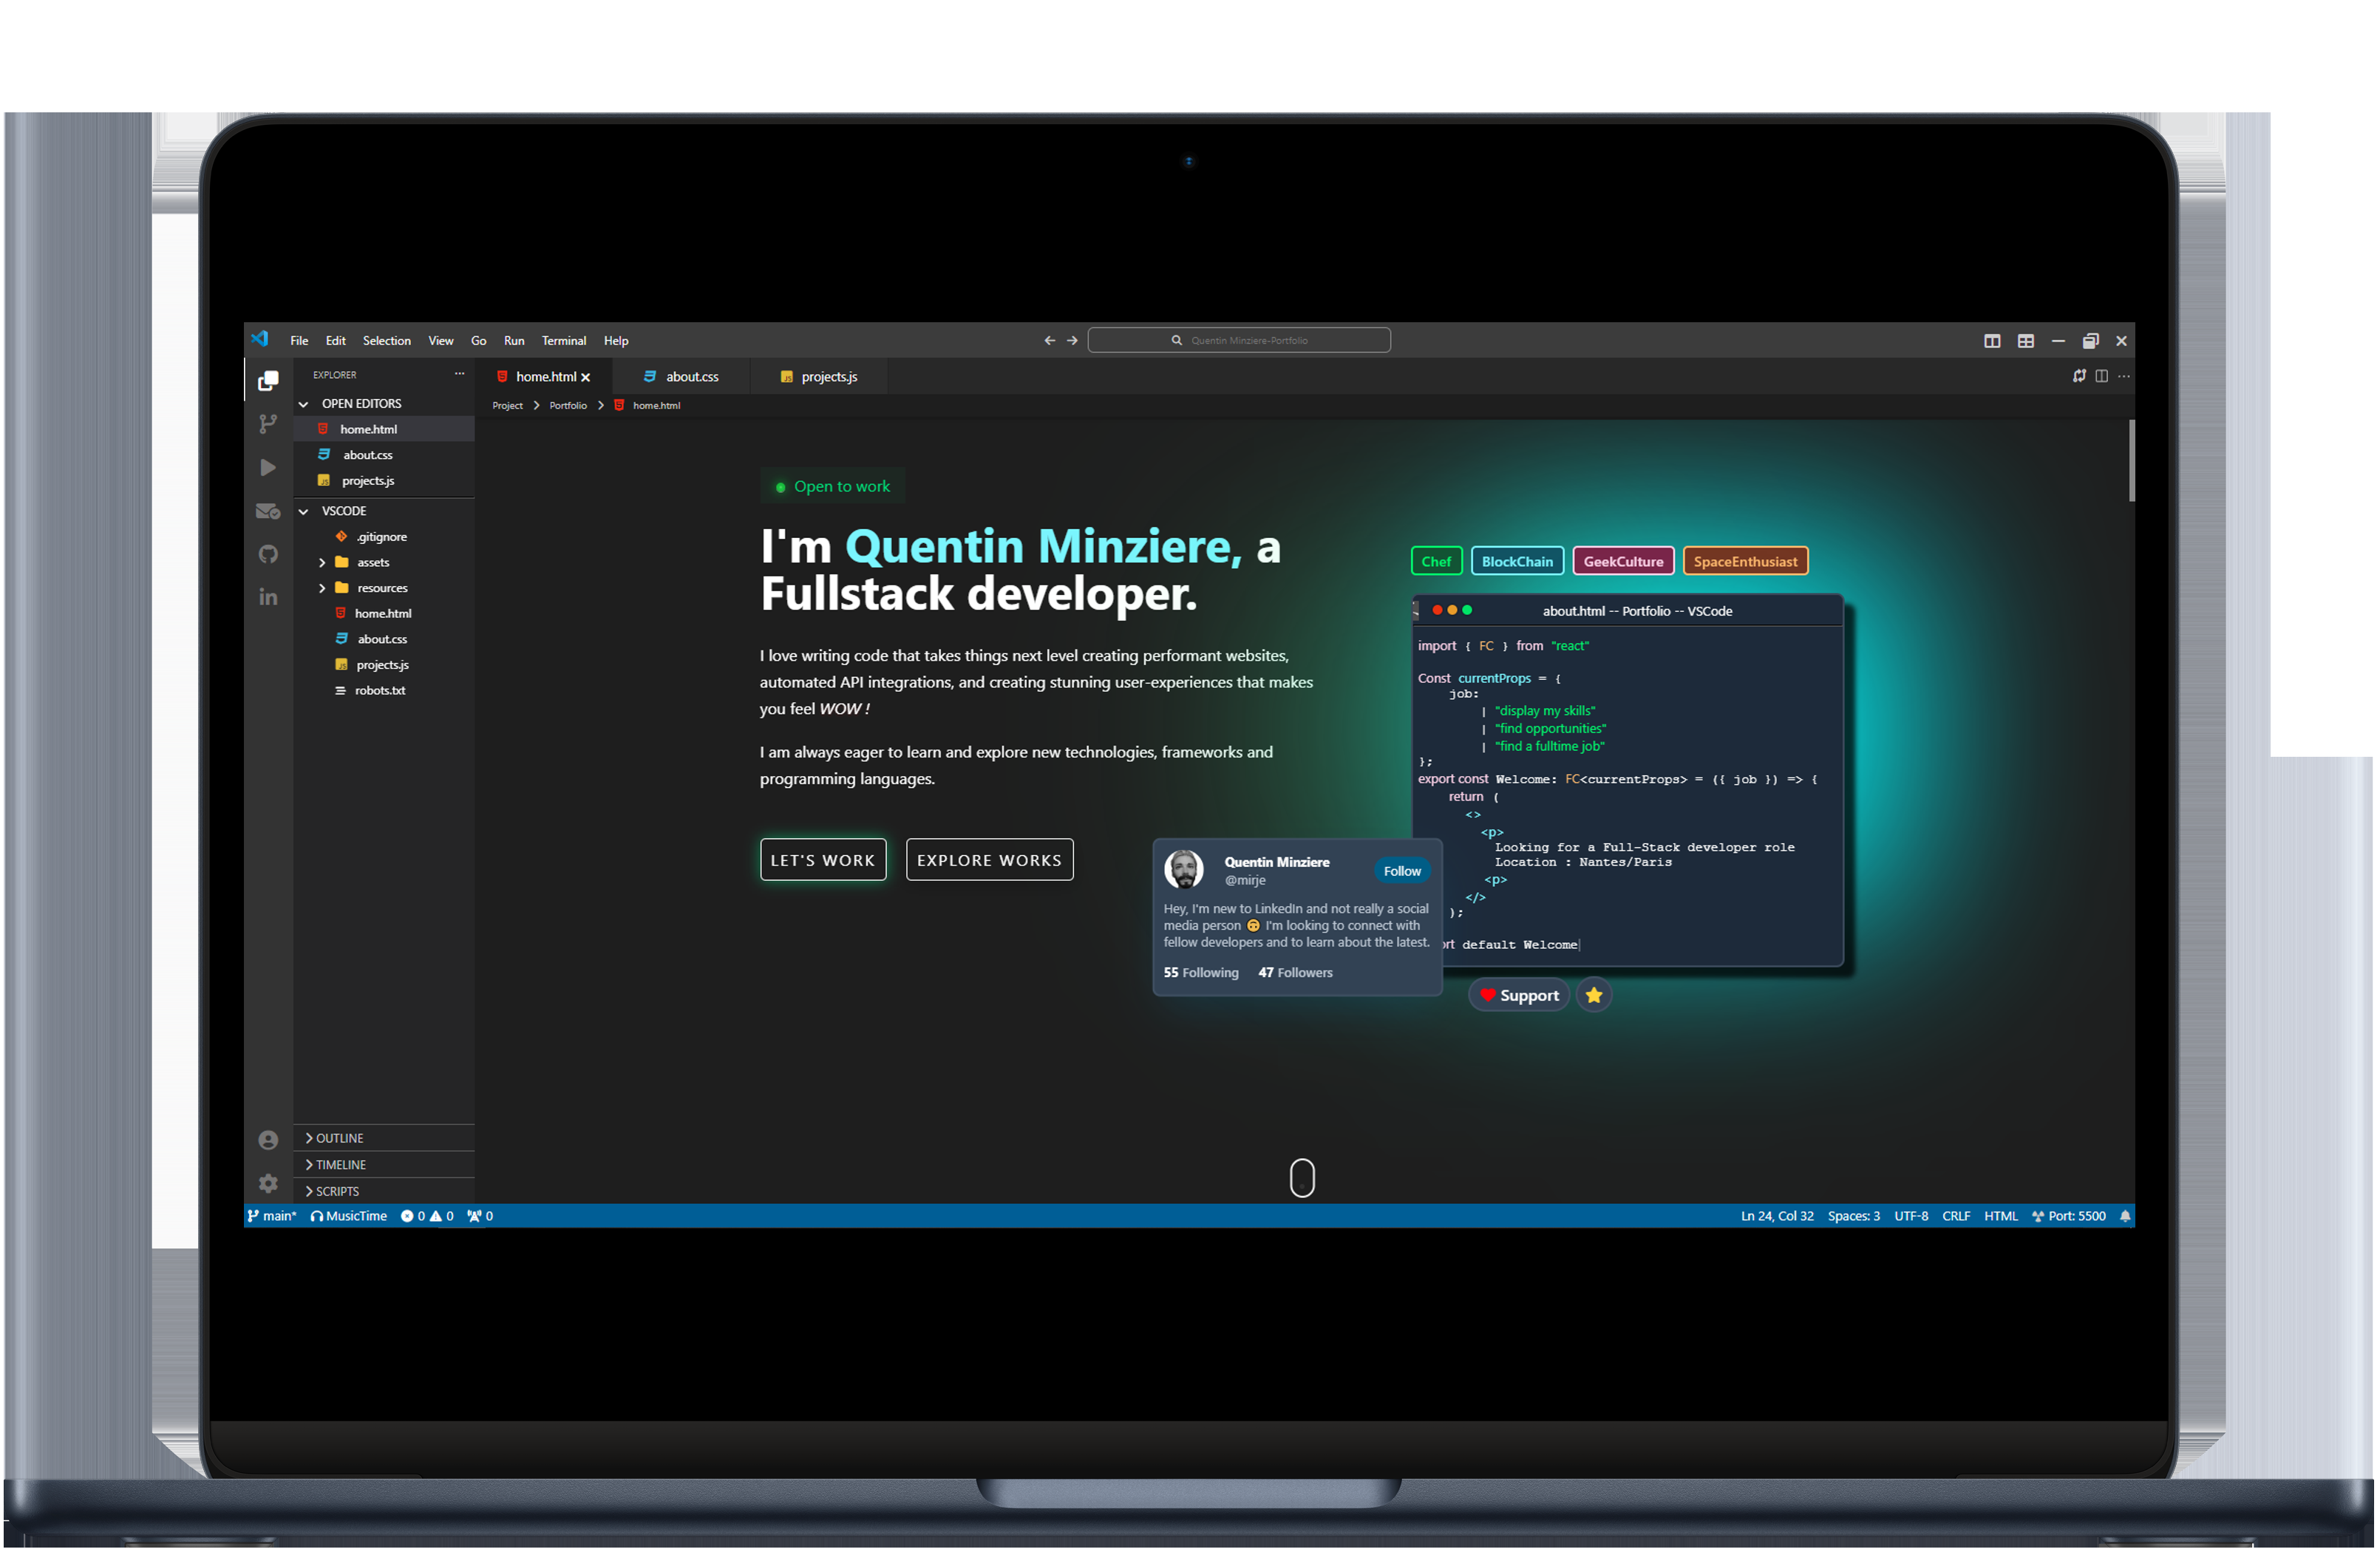 File Edit Selection View Go Run Terminal Help
Quentin Minziere-Portfolio
EXPLORER ...
OPEN EDITORS
home.html
about.css
projects.js
VSCODE
.gitignore
assets
resources
home.html
about.css
projects.js
robots.txt
OUTLINE
TIMELINE
SCRIPTS
home.html about.css projects.js
Project Portfolio home.html
Open to work
I'm Quentin Minziere, a
Fullstack developer.
I love writing code that takes things next level creating performant websites,
automated API integrations, and creating stunning user-experiences that makes
you feel WOW !
I am always eager to learn and explore new technologies, frameworks and
programming languages.
LET'S WORK EXPLORE WORKS
Chef BlockChain GeekCulture SpaceEnthusiast
about.html -- Portfolio -- VSCode
import { FC } from "react"
Const currentProps = {
job:
| "display my skills"
| "find opportunities"
| "find a fulltime job"
};
export const Welcome: FC<currentProps> = ({ job }) => {
return (
<>
<p>
Looking for a Full-Stack developer role
Location : Nantes/Paris
<p>
</>
);
rt default Welcome|
Quentin Minziere
@mirje
Follow
Hey, I'm new to LinkedIn and not really a social
media person 🙃 I'm looking to connect with
fellow developers and to learn about the latest.
55 Following 47 Followers
Support
main* MusicTime 0 0 0
Ln 24, Col 32 Spaces: 3 UTF-8 CRLF HTML Port: 5500